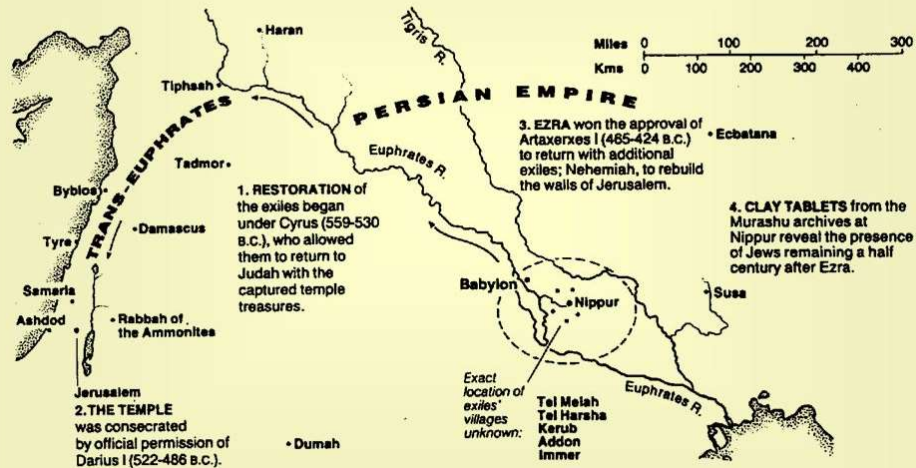 Haran
Tigris R.
Miles
0 100 200 300
Kms
0 100 200 300 400
Tiphsah
PERSIAN EMPIRE
TRANS-EUPHRATES
3. EZRA won the approval of
Artaxerxes I (465-424 B.C.)
to return with additional
exiles; Nehemiah, to rebuild
the walls of Jerusalem.
Ecbatana
Euphrates R.
Tadmor
Byblos
1. RESTORATION of
the exiles began
under Cyrus (559-530
B.C.), who allowed
them to return to
Judah with the
captured temple
treasures.
4. CLAY TABLETS from the
Murashu archives at
Nippur reveal the presence
of Jews remaining a half
century after Ezra.
Damascus
Tyre
Babylon
Nippur
Susa
Samaria
Ashdod
Rabbah of
the Ammonites
Jerusalem
2. THE TEMPLE
was consecrated
by official permission of
Darius I (522-486 B.C.).
Dumah
Exact
location of
exiles'
villages
unknown:
Tel Melah
Tel Harsha
Kerub
Addon
Immer
Euphrates R.